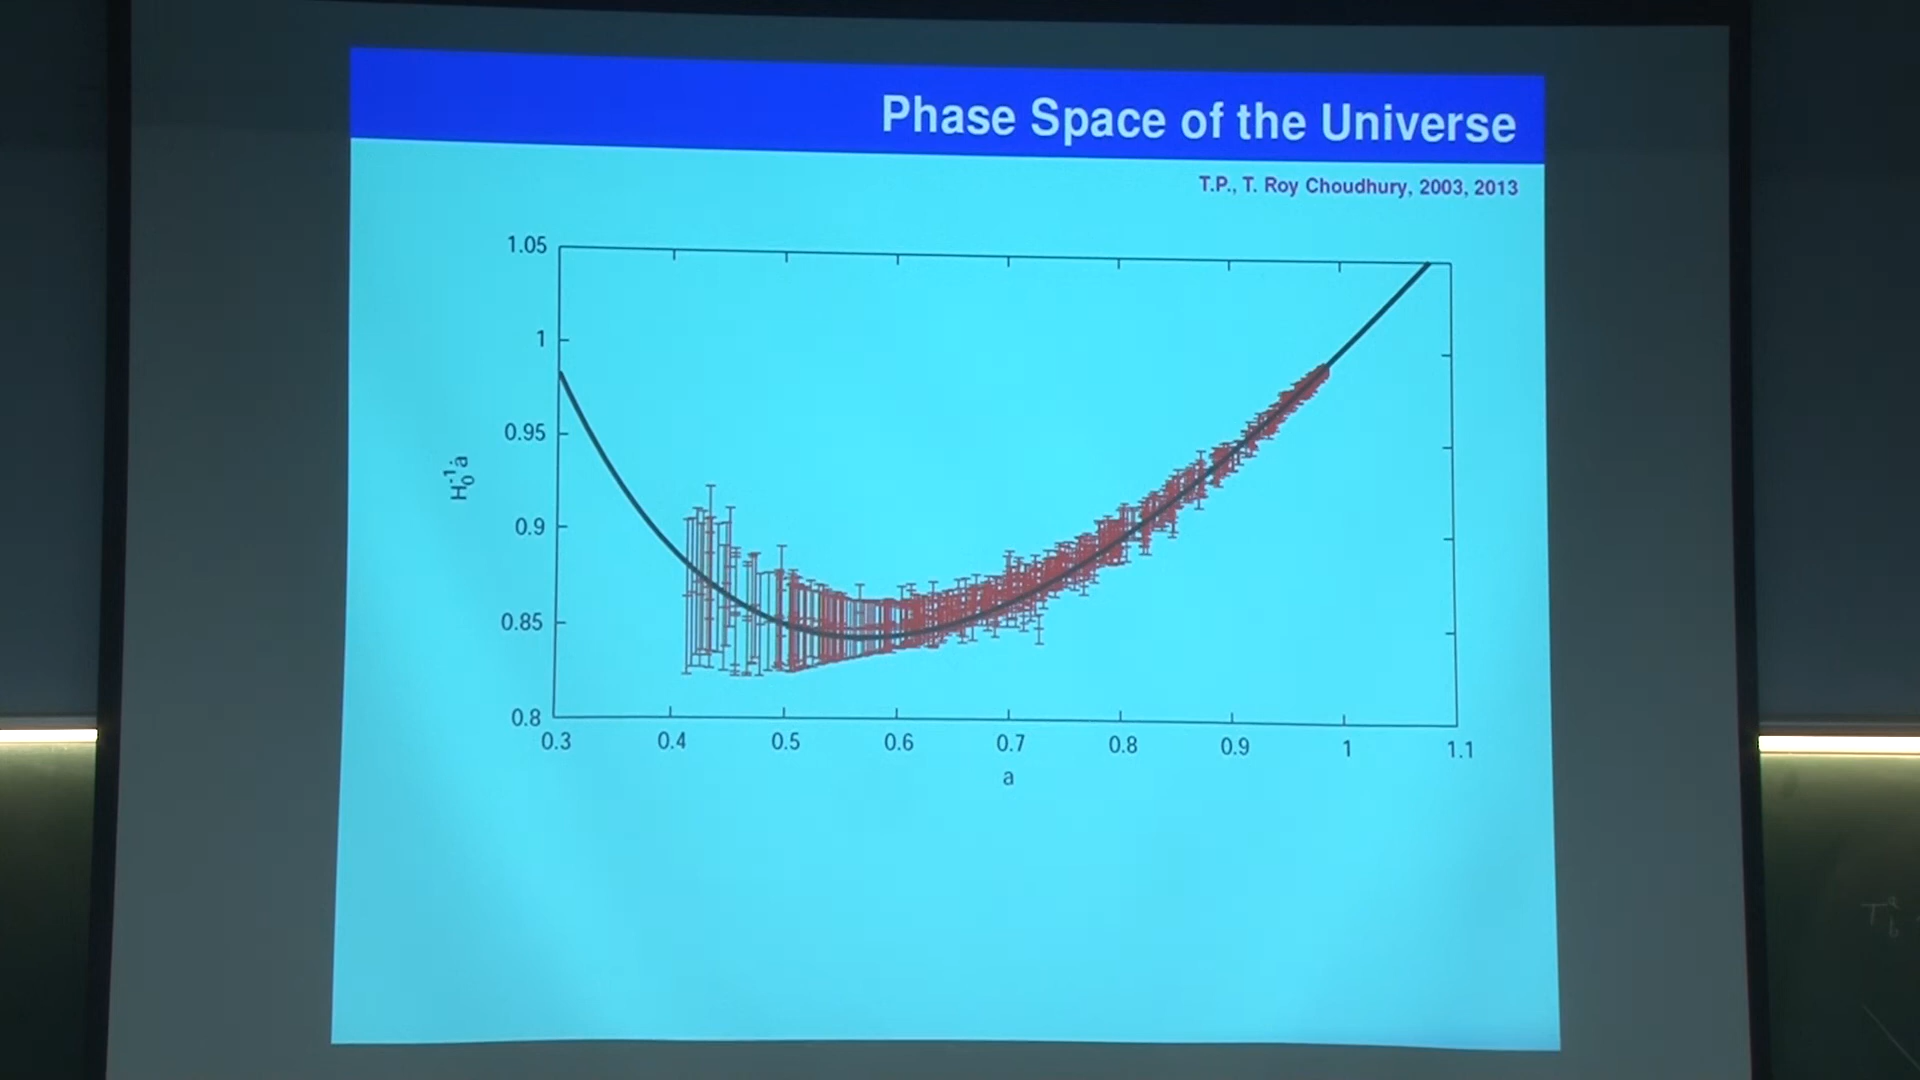 Phase Space of the Universe
T.P., T. Roy Choudhury, 2003, 2013
1.05
1
0.95
0.9
0.85
0.8
H₀⁻¹ȧ
0.3 0.4 0.5 0.6 0.7 0.8 0.9 1 1.1
a
T